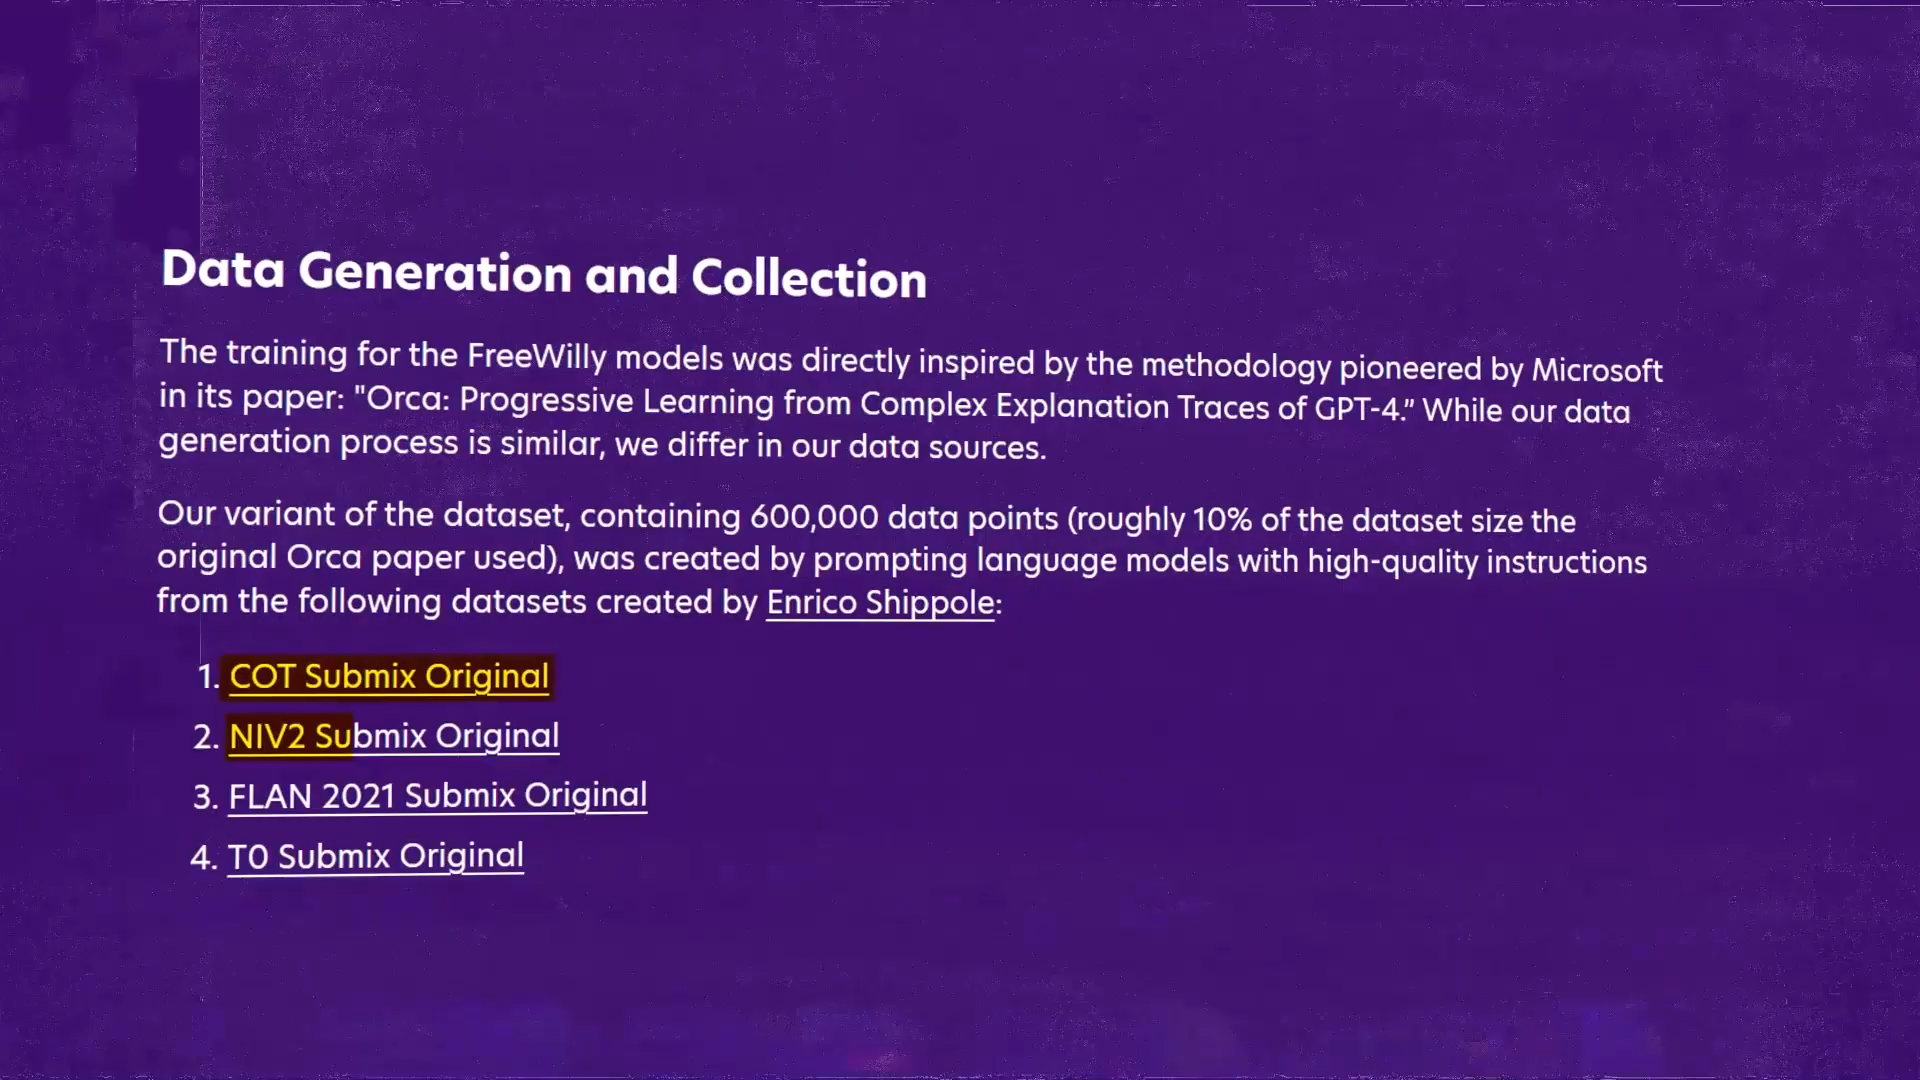 Data Generation and Collection
The training for the FreeWilly models was directly inspired by the methodology pioneered by Microsoft
in its paper: "Orca: Progressive Learning from Complex Explanation Traces of GPT-4.” While our data
generation process is similar, we differ in our data sources.
Our variant of the dataset, containing 600,000 data points (roughly 10% of the dataset size the
original Orca paper used), was created by prompting language models with high-quality instructions
from the following datasets created by Enrico Shippole:
1. COT Submix Original
2. NIV2 Submix Original
3. FLAN 2021 Submix Original
4. T0 Submix Original